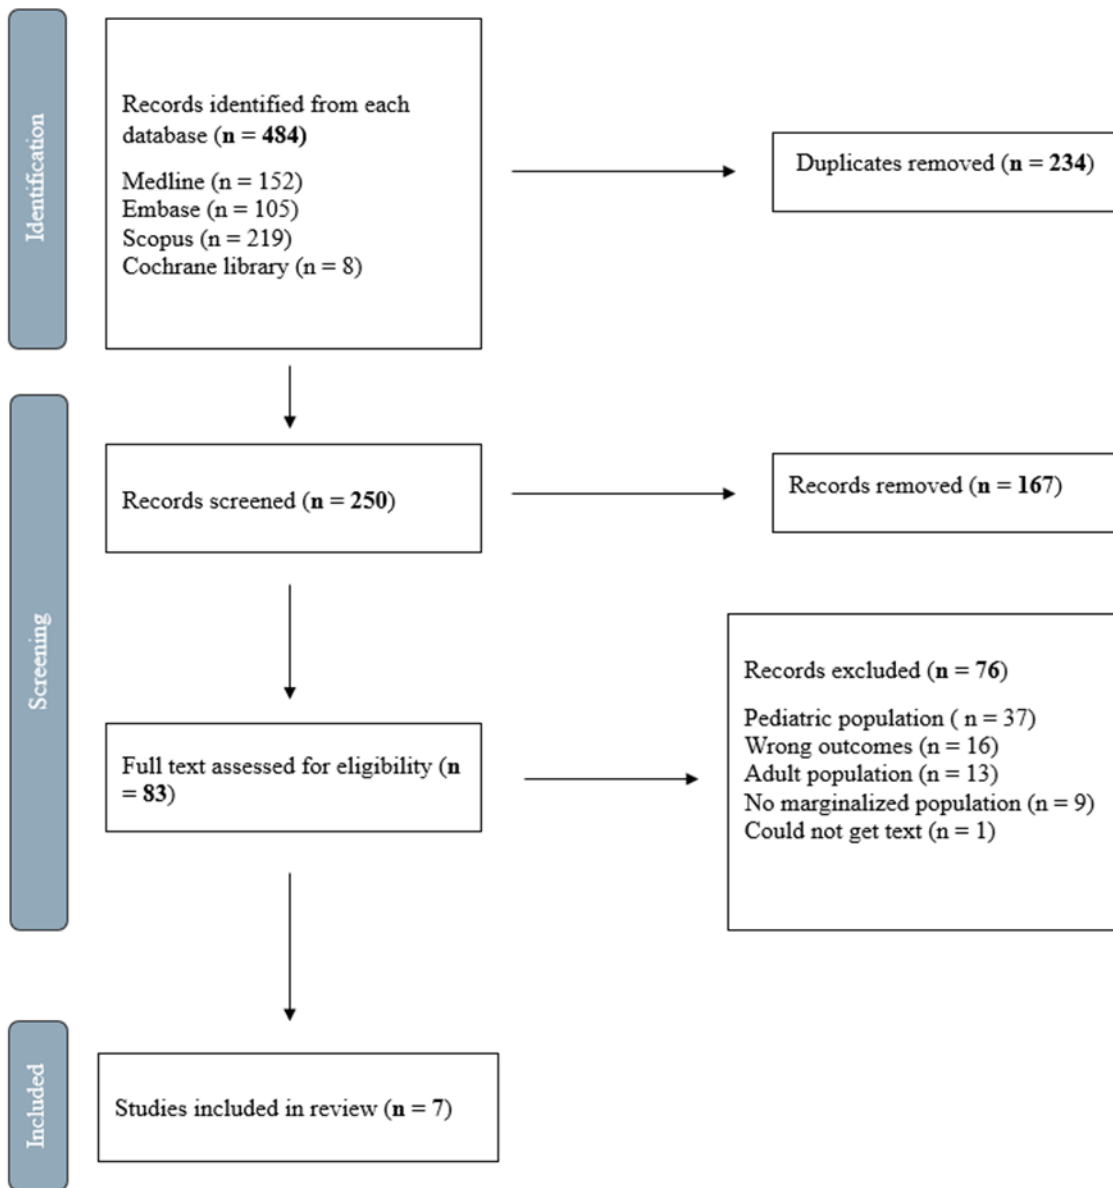 Identification
Records identified from each
database (n = 484)
Medline (n = 152)
Embase (n = 105)
Scopus (n = 219)
Cochrane library (n = 8)
Duplicates removed (n = 234)
Screening
Records screened (n = 250)
Records removed (n = 167)
Full text assessed for eligibility (n
= 83)
Records excluded (n = 76)
Pediatric population ( n = 37)
Wrong outcomes (n = 16)
Adult population (n = 13)
No marginalized population (n = 9)
Could not get text (n = 1)
Included
Studies included in review (n = 7)